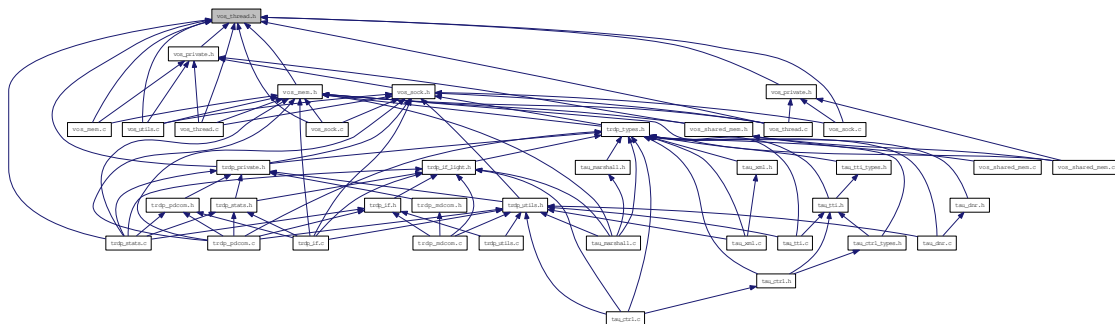 vos_thread.h
vos_private.h
vos_mem.h
vos_sock.h
vos_private.h
vos_mem.c
vos_utils.c
vos_thread.c
vos_sock.c
trdp_types.h
vos_shared_mem.h
vos_thread.c
vos_sock.c
trdp_private.h
trdp_if_light.h
tau_marshall.h
tau_xml.h
tau_tti_types.h
vos_shared_mem.c
vos_shared_mem.c
trdp_pdcom.h
trdp_stats.h
trdp_if.h
trdp_mdcom.h
trdp_utils.h
tau_tti.h
tau_dnr.h
trdp_stats.c
trdp_pdcom.c
trdp_if.c
trdp_mdcom.c
trdp_utils.c
tau_marshall.c
tau_xml.c
tau_tti.c
tau_ctrl_types.h
tau_dnr.c
tau_ctrl.h
tau_ctrl.c